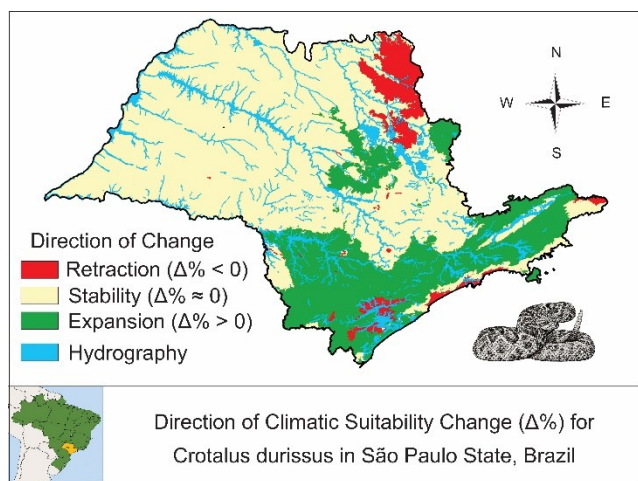 N
W E
S
Direction of Change
Retraction (Δ% < 0)
Stability (Δ% ≈ 0)
Expansion (Δ% > 0)
Hydrography
Direction of Climatic Suitability Change (Δ%) for
Crotalus durissus in São Paulo State, Brazil